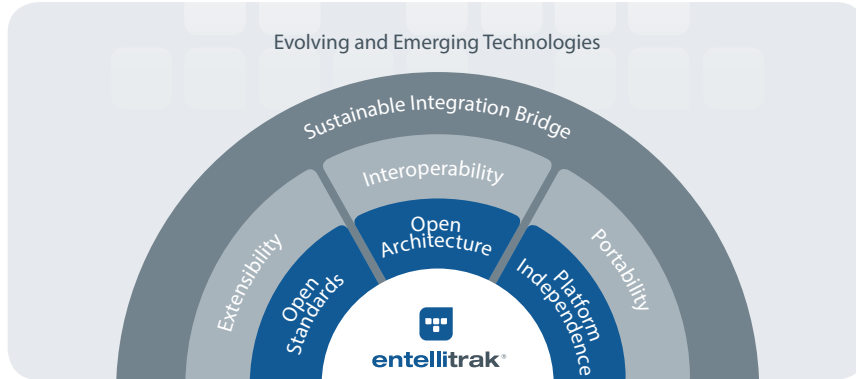 Evolving and Emerging Technologies
Sustainable Integration Bridge
Interoperability
Open
Architecture
Extensibility
Open
Standards
Portability
Platform
Independence
entellitrak®